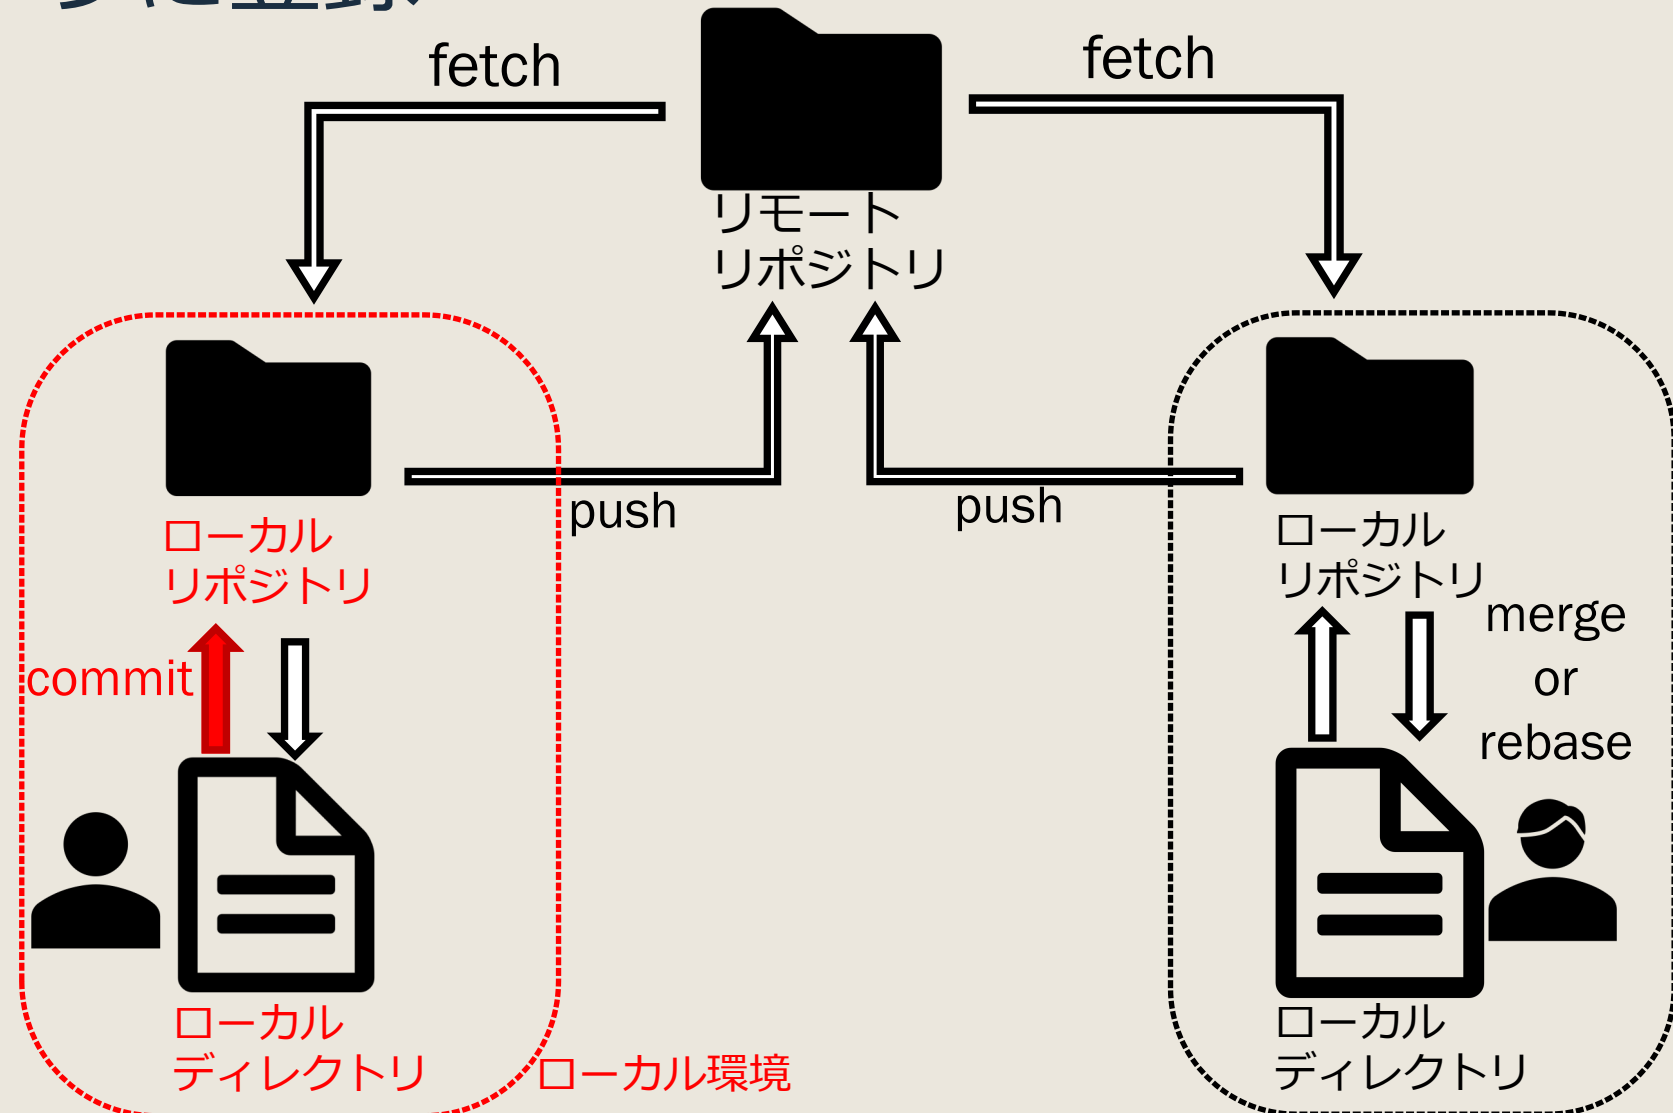 に登録
fetch
fetch
リモート
リポジトリ
push
push
ローカル
リポジトリ
ローカル
リポジトリ
commit
merge
or
rebase
ローカル
ディレクトリ
ローカル環境
ローカル
ディレクトリ